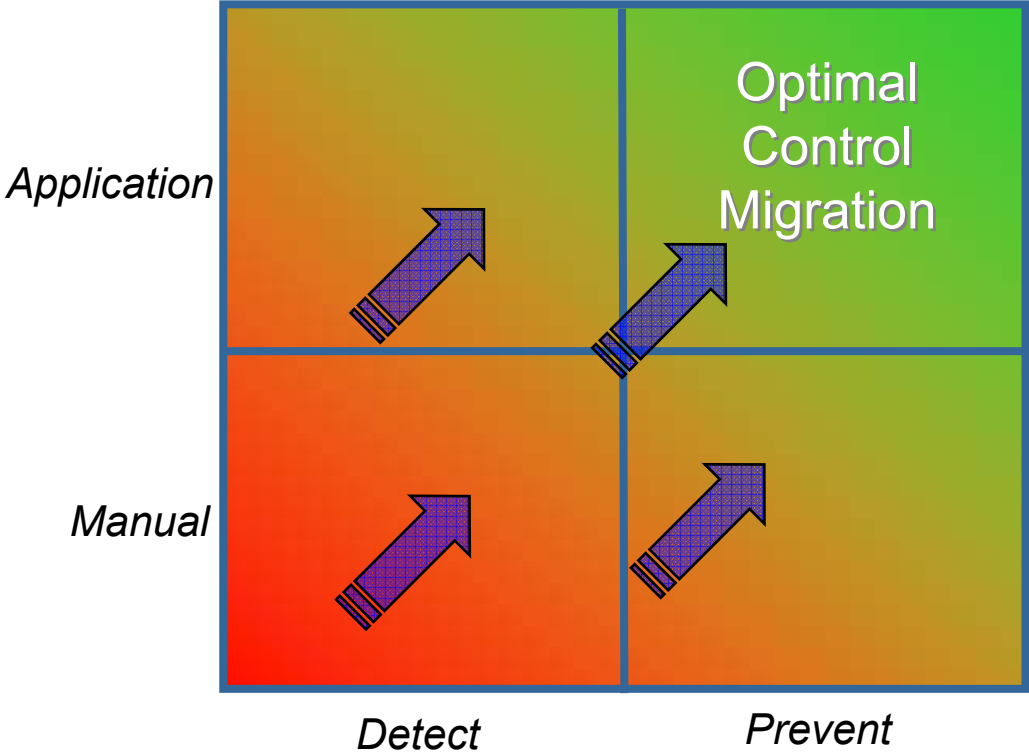 Optimal
Control
Migration
Application
Manual
Detect
Prevent